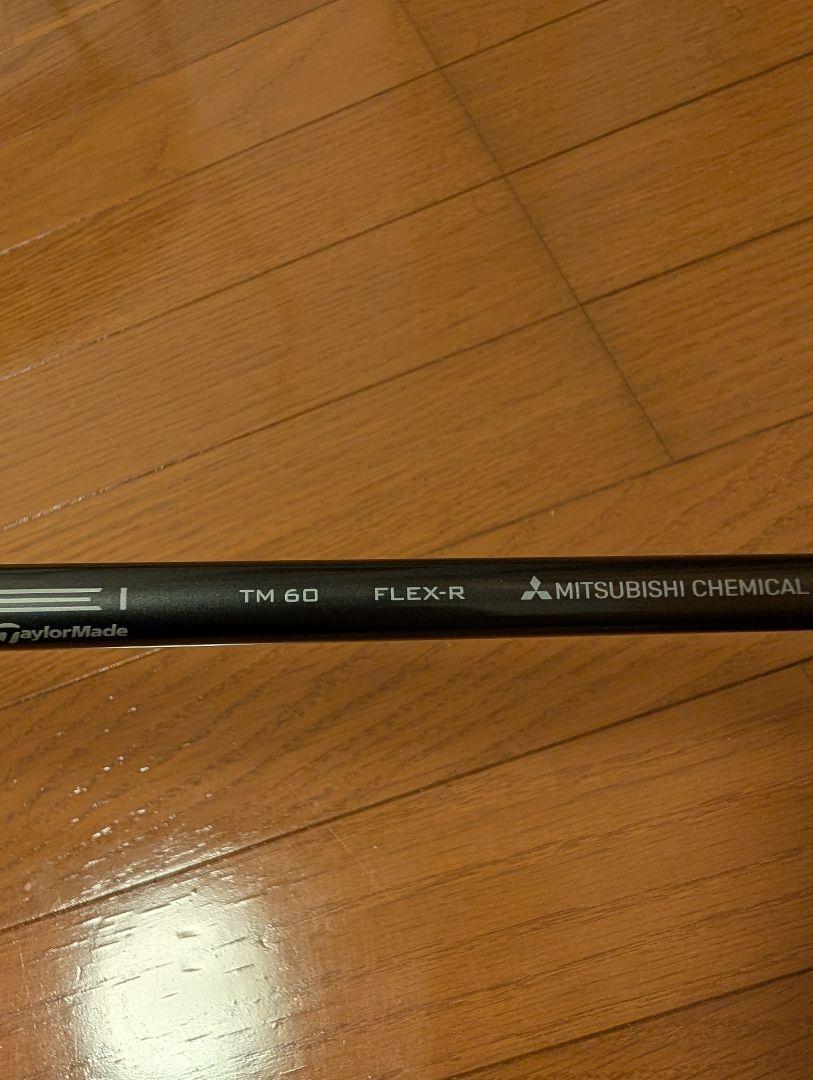 TM 60 FLEX-R MITSUBISHI CHEMICAL
TaylorMade